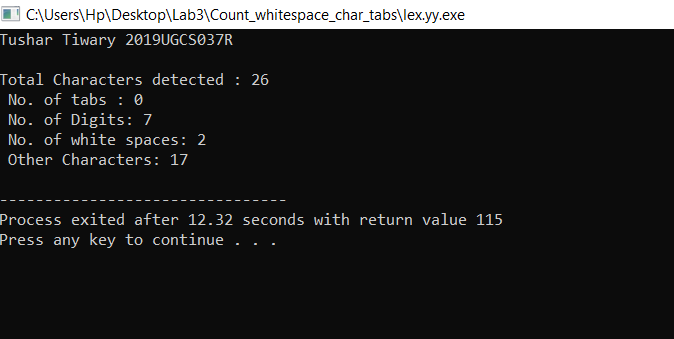 C:\Users\Hp\Desktop\Lab3\Count_whitespace_char_tabs\lex.yy.exe
Tushar Tiwary 2019UGCS037R
Total Characters detected : 26
No. of tabs : 0
No. of Digits: 7
No. of white spaces: 2
Other Characters: 17
--------------------------------
Process exited after 12.32 seconds with return value 115
Press any key to continue . . .